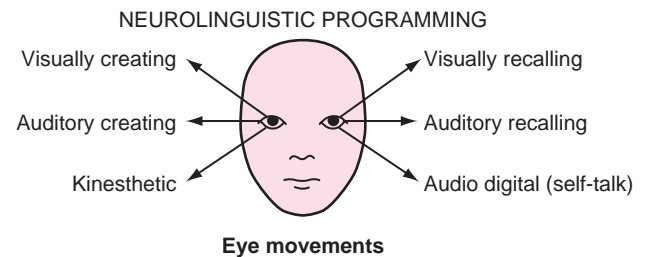 NEUROLINGUISTIC PROGRAMMING
Visually creating
Visually recalling
Auditory creating
Auditory recalling
Kinesthetic
Audio digital (self-talk)
Eye movements